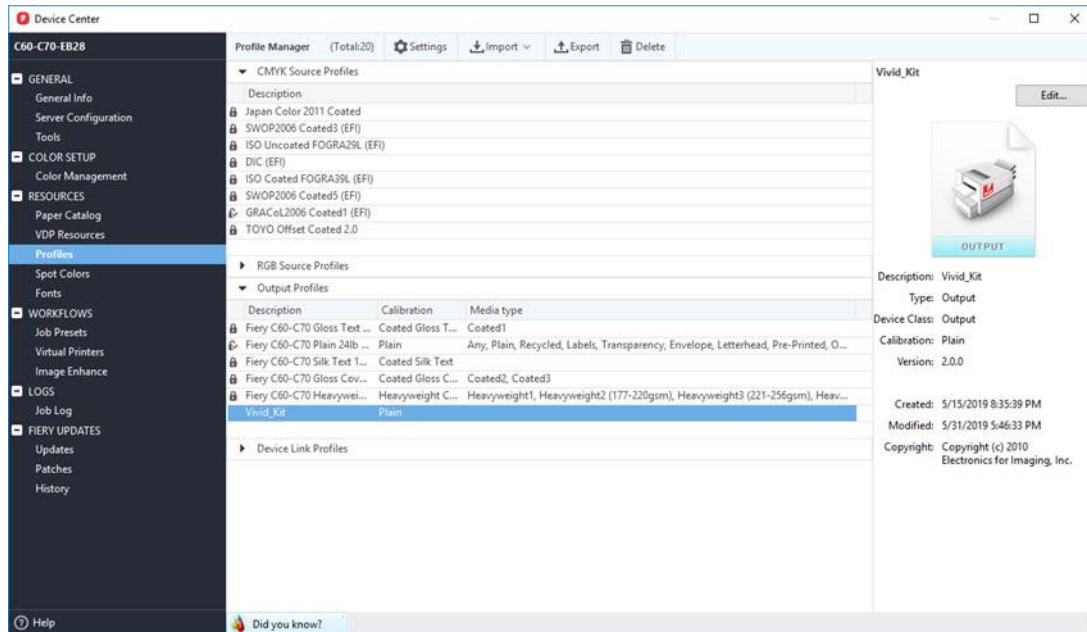 Device Center
C60-C70-EB28
GENERAL
General Info
Server Configuration
Tools
COLOR SETUP
Color Management
RESOURCES
Paper Catalog
VDP Resources
Profiles
Spot Colors
Fonts
WORKFLOWS
Job Presets
Virtual Printers
Image Enhance
LOGS
Job Log
FIERY UPDATES
Updates
Patches
History
Help
Profile Manager (Total:20) Settings Import Export Delete
CMYK Source Profiles
Description
Japan Color 2011 Coated
SWOP2006 Coated3 (EFI)
ISO Uncoated FOGRA29L (EFI)
DIC (EFI)
ISO Coated FOGRA39L (EFI)
SWOP2006 Coated5 (EFI)
GRACoL2006 Coated1 (EFI)
TOYO Offset Coated 2.0
RGB Source Profiles
Output Profiles
Description Calibration Media type
Fiery C60-C70 Gloss Text ... Coated Gloss T... Coated1
Fiery C60-C70 Plain 24lb ... Plain Any, Plain, Recycled, Labels, Transparency, Envelope, Letterhead, Pre-Printed, O...
Fiery C60-C70 Silk Text 1... Coated Silk Text
Fiery C60-C70 Gloss Cov... Coated Gloss C... Coated2, Coated3
Fiery C60-C70 Heavywei... Heavyweight C... Heavyweight1, Heavyweight2 (177-220gsm), Heavyweight3 (221-256gsm), Heav...
Vivid_Kit Plain
Device Link Profiles
Did you know?
Vivid_Kit
Edit...
OUTPUT
Description: Vivid_Kit
Type: Output
Device Class: Output
Calibration: Plain
Version: 2.0.0
Created: 5/15/2019 8:35:39 PM
Modified: 5/31/2019 5:46:33 PM
Copyright: Copyright (c) 2010
Electronics for Imaging, Inc.